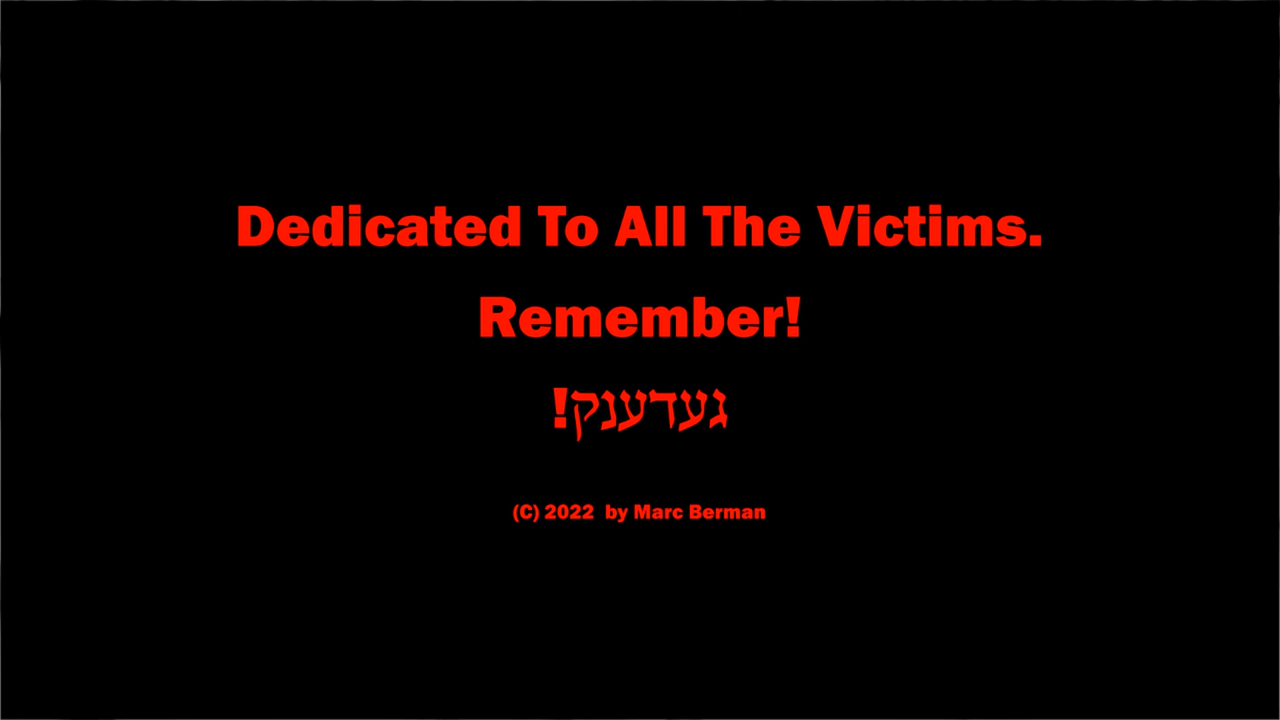 Dedicated To All The Victims.
Remember!
געדענק!
(C) 2022 by Marc Berman